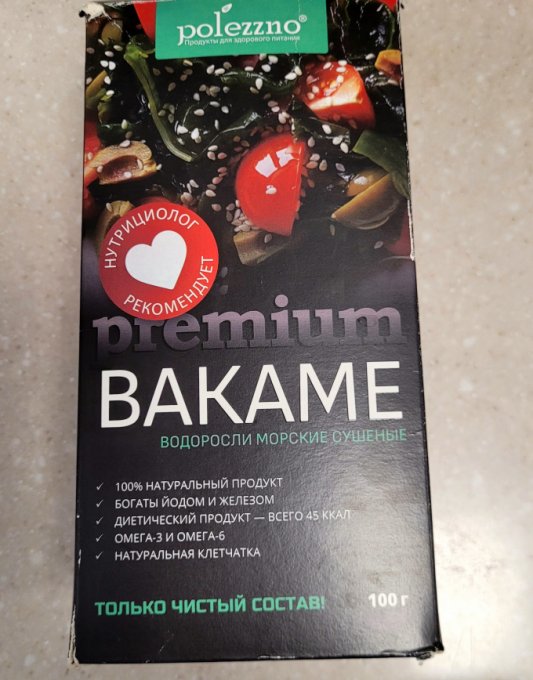 polezzno®
Продукты для здорового питания
НУТРИЦИОЛОГ
РЕКОМЕНДУЕТ
premium
ВАКАМЕ
ВОДОРОСЛИ МОРСКИЕ СУШЕНЫЕ
✓ 100% НАТУРАЛЬНЫЙ ПРОДУКТ
✓ БОГАТЫ ЙОДОМ И ЖЕЛЕЗОМ
✓ ДИЕТИЧЕСКИЙ ПРОДУКТ — ВСЕГО 45 ККАЛ
✓ ОМЕГА-3 И ОМЕГА-6
✓ НАТУРАЛЬНАЯ КЛЕТЧАТКА
ТОЛЬКО ЧИСТЫЙ СОСТАВ! 100 г